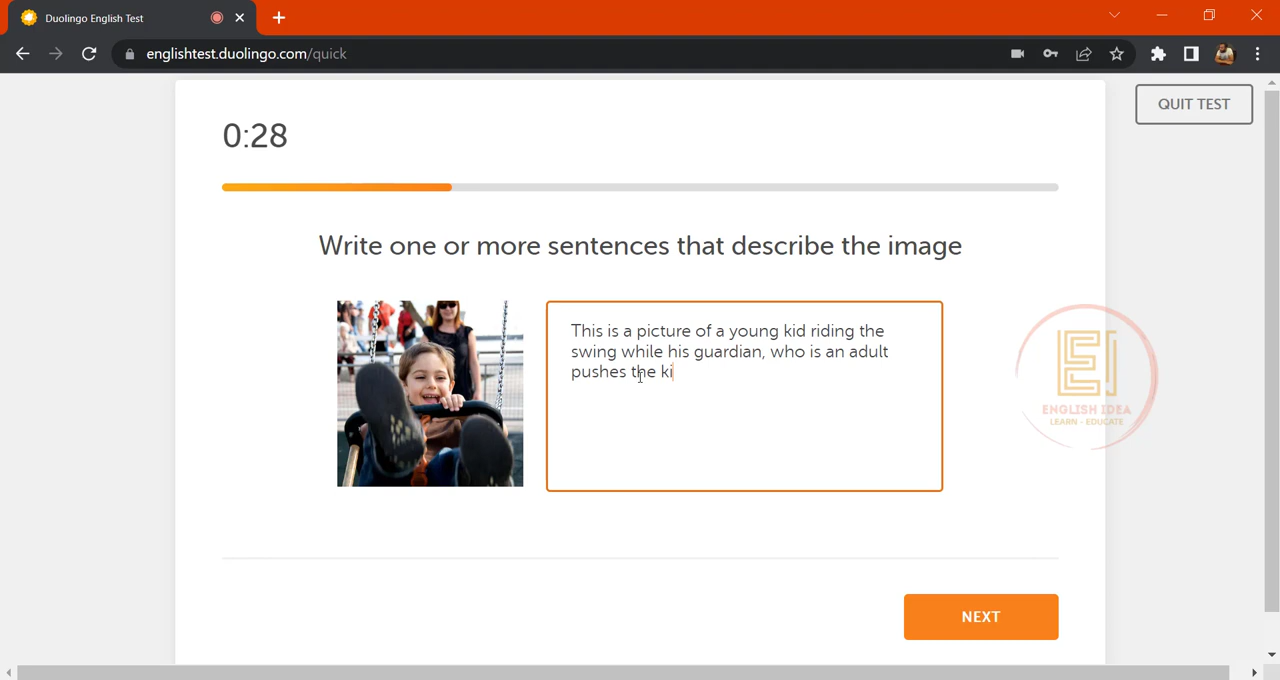 Duolingo English Test
englishtest.duolingo.com/quick
QUIT TEST
0:28
Write one or more sentences that describe the image
This is a picture of a young kid riding the
swing while his guardian, who is an adult
pushes the ki
EI
ENGLISH IDEA
LEARN - EDUCATE
NEXT